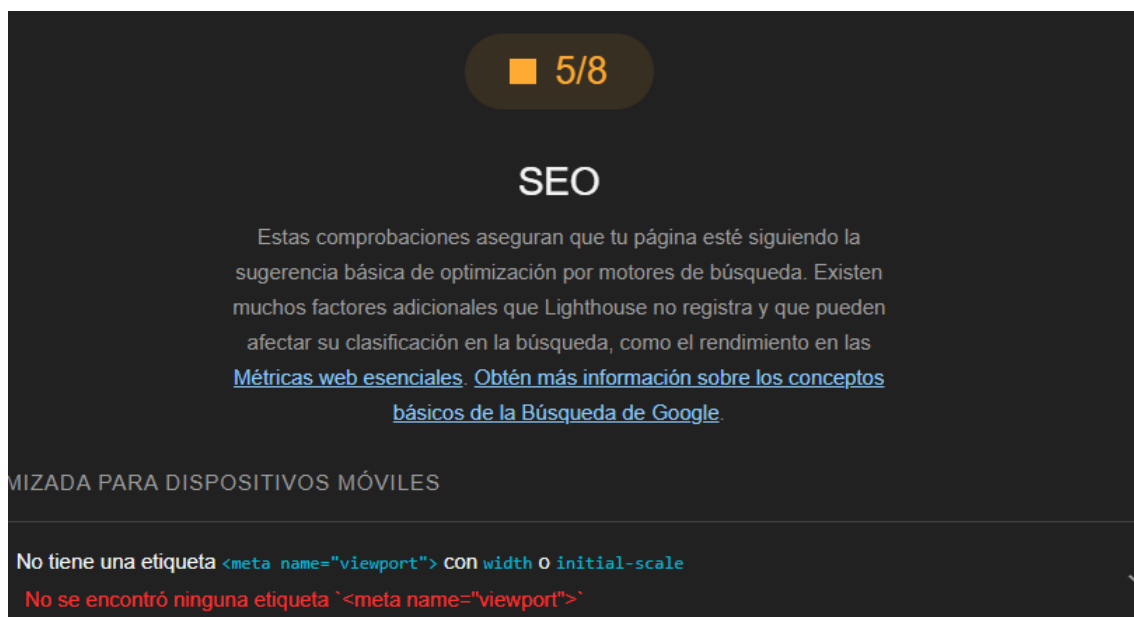 5/8
SEO
Estas comprobaciones aseguran que tu página esté siguiendo la
sugerencia básica de optimización por motores de búsqueda. Existen
muchos factores adicionales que Lighthouse no registra y que pueden
afectar su clasificación en la búsqueda, como el rendimiento en las
Métricas web esenciales. Obtén más información sobre los conceptos
básicos de la Búsqueda de Google.
MIZADA PARA DISPOSITIVOS MÓVILES
No tiene una etiqueta <meta name="viewport"> con width o initial-scale
No se encontró ninguna etiqueta `<meta name="viewport">`